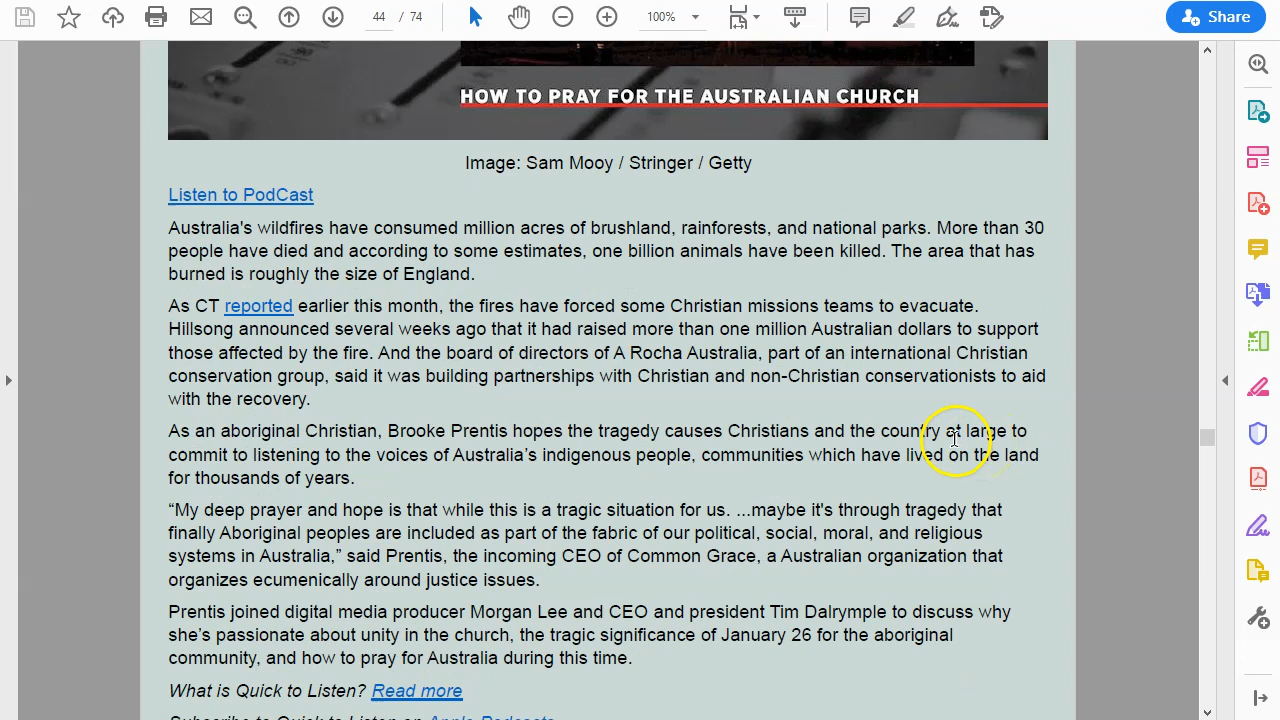 44 / 74
100%
Share
HOW TO PRAY FOR THE AUSTRALIAN CHURCH
Image: Sam Mooy / Stringer / Getty
Listen to PodCast
Australia's wildfires have consumed million acres of brushland, rainforests, and national parks. More than 30
people have died and according to some estimates, one billion animals have been killed. The area that has
burned is roughly the size of England.
As CT reported earlier this month, the fires have forced some Christian missions teams to evacuate.
Hillsong announced several weeks ago that it had raised more than one million Australian dollars to support
those affected by the fire. And the board of directors of A Rocha Australia, part of an international Christian
conservation group, said it was building partnerships with Christian and non-Christian conservationists to aid
with the recovery.
As an aboriginal Christian, Brooke Prentis hopes the tragedy causes Christians and the country at large to
commit to listening to the voices of Australia’s indigenous people, communities which have lived on the land
for thousands of years.
“My deep prayer and hope is that while this is a tragic situation for us. ...maybe it's through tragedy that
finally Aboriginal peoples are included as part of the fabric of our political, social, moral, and religious
systems in Australia,” said Prentis, the incoming CEO of Common Grace, a Australian organization that
organizes ecumenically around justice issues.
Prentis joined digital media producer Morgan Lee and CEO and president Tim Dalrymple to discuss why
she’s passionate about unity in the church, the tragic significance of January 26 for the aboriginal
community, and how to pray for Australia during this time.
What is Quick to Listen? Read more
Subscribe to Quick to Listen on Apple Podcasts